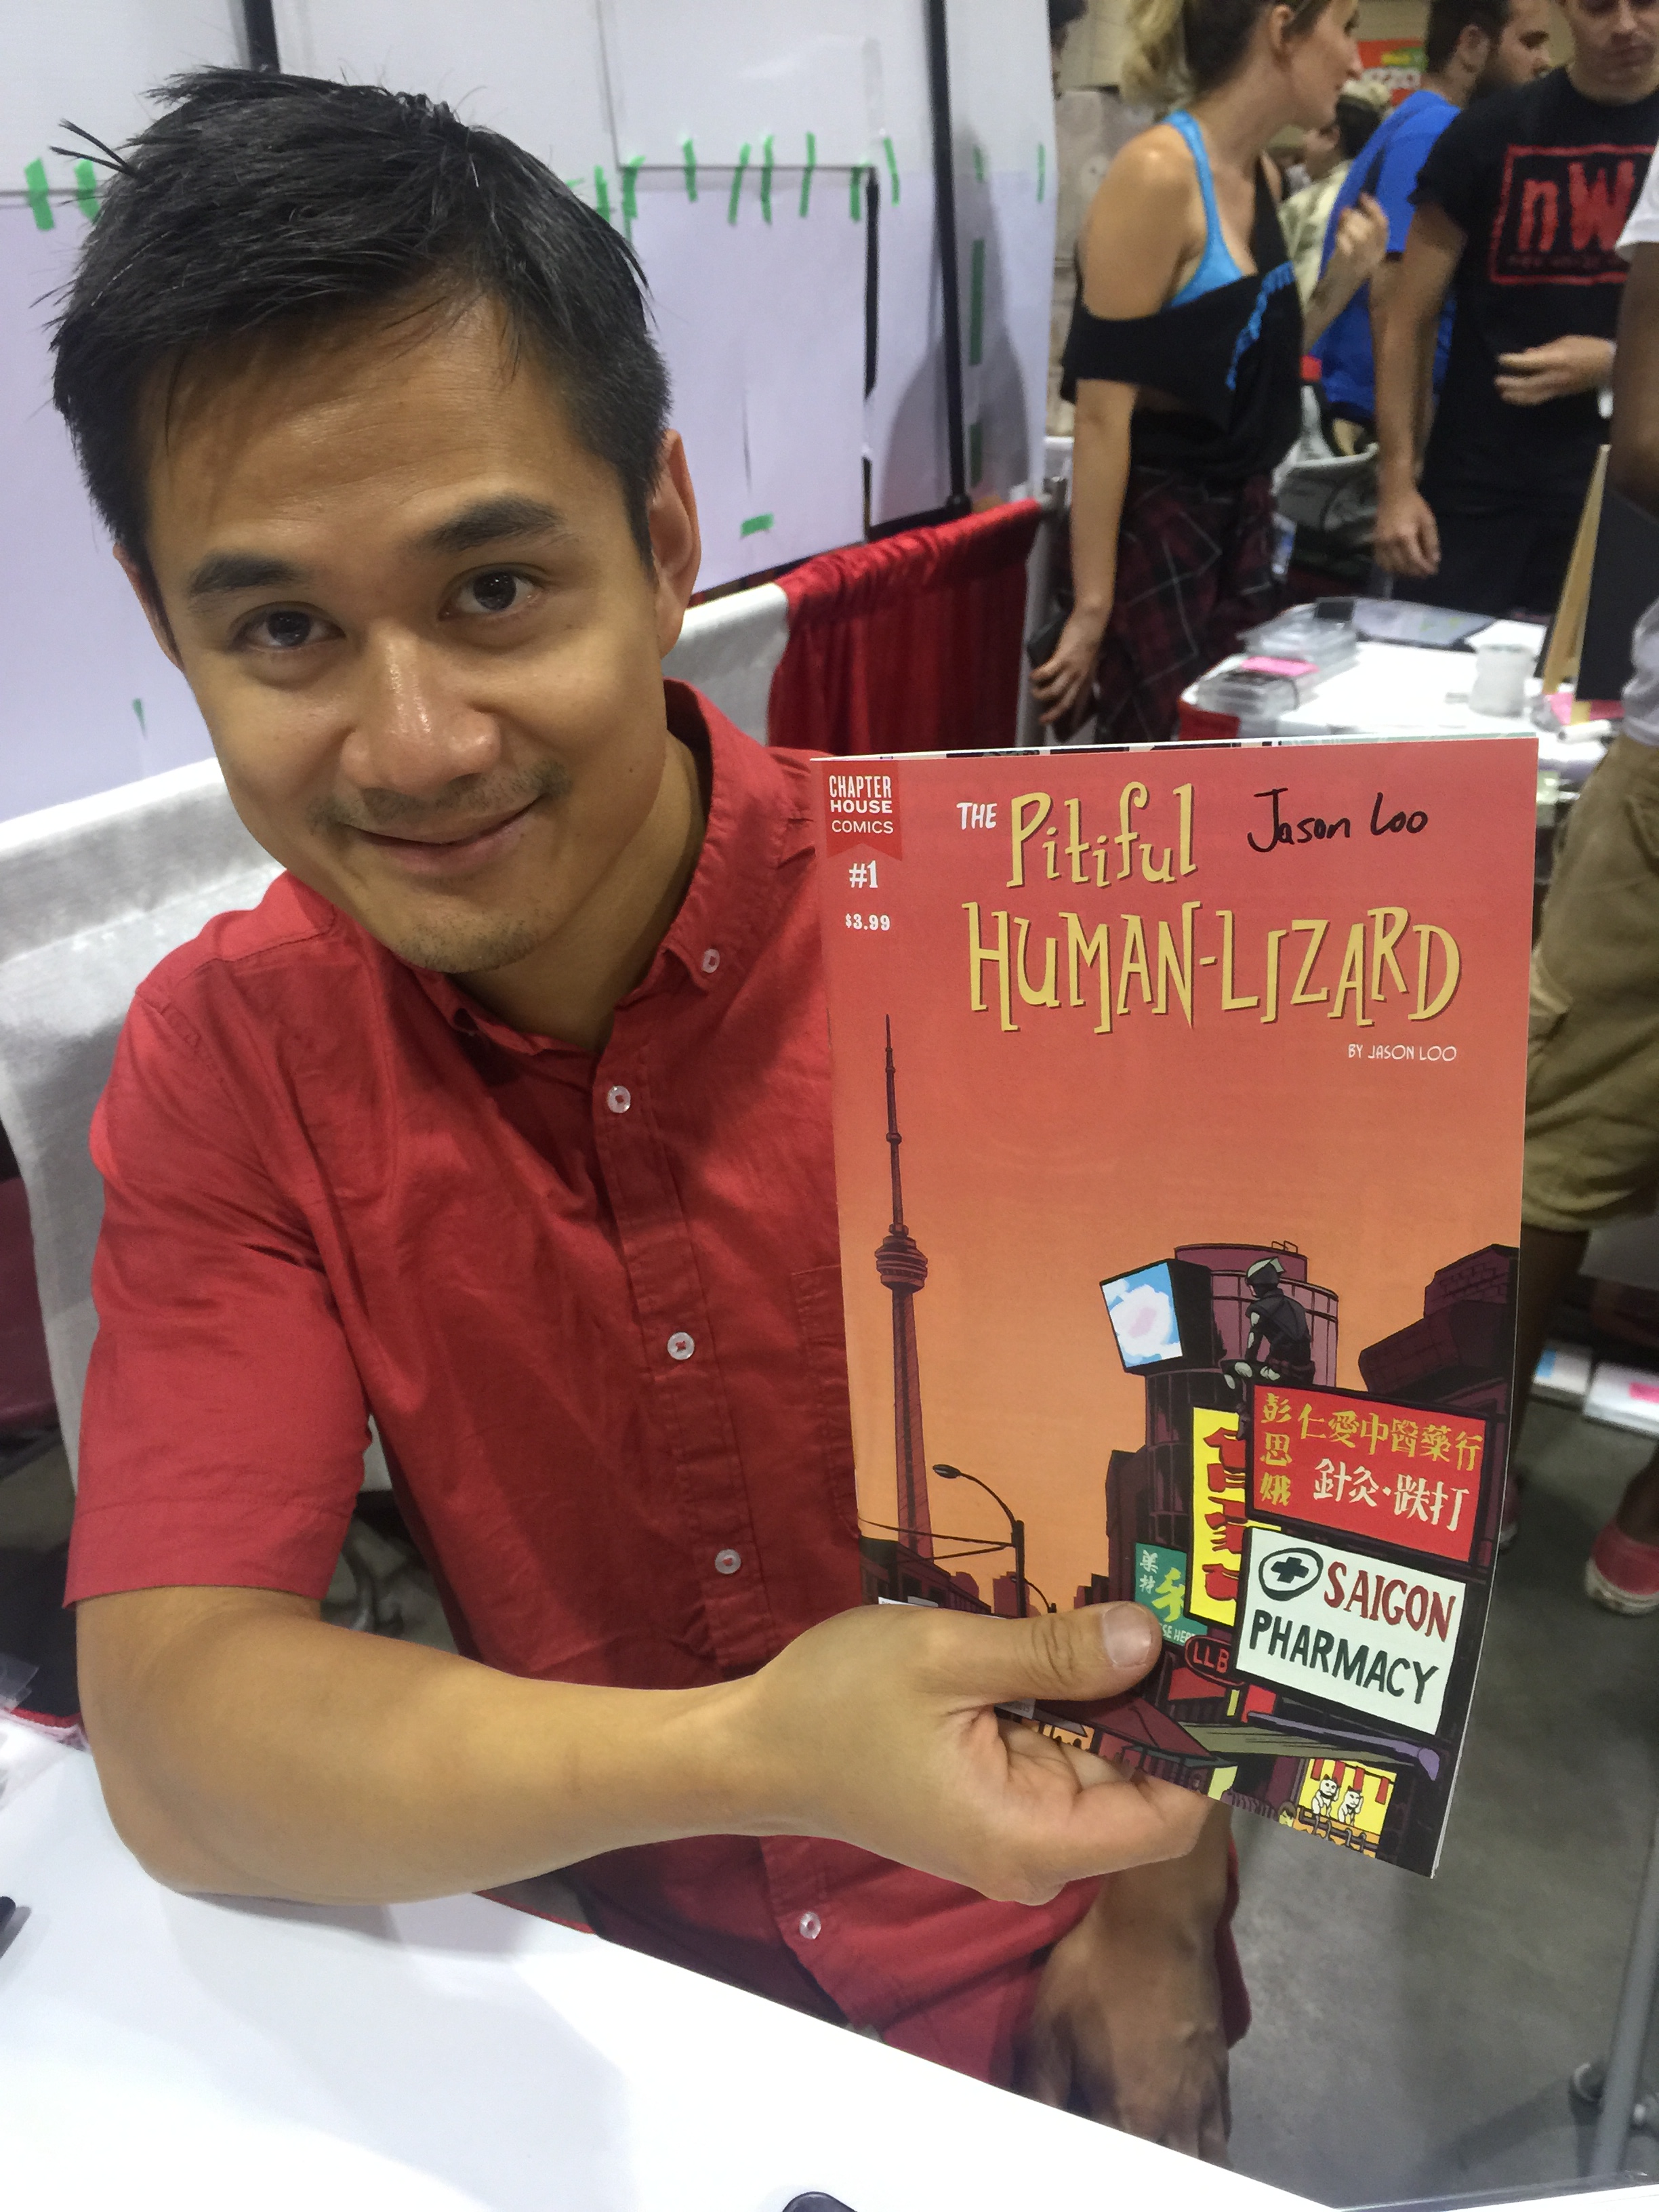 CHAPTER
HOUSE
COMICS
#1
$3.99
THE Pitiful
HUMAN-LIZARD
BY JASON LOO
Jason Loo
彭思娥
仁愛中醫藥行
針灸·跌打
SAIGON
PHARMACY
LLB
nW